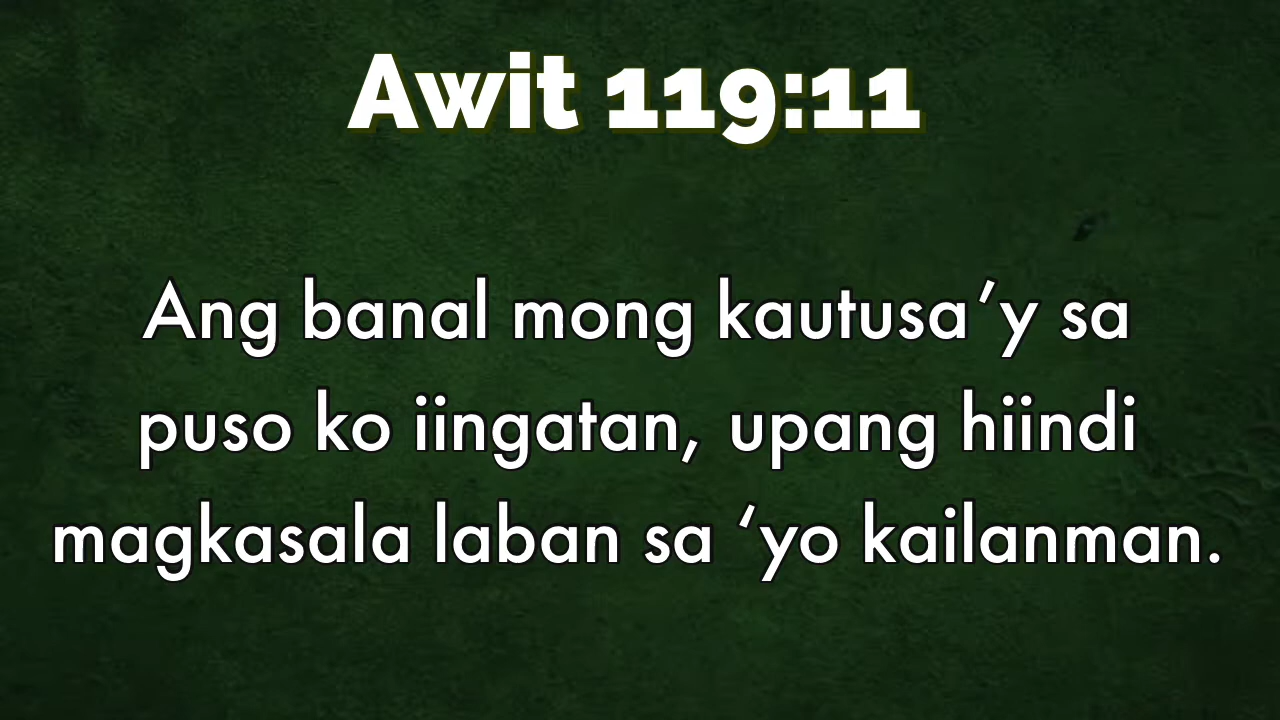 Awit 119:11
Ang banal mong kautusa’y sa
puso ko iingatan, upang hiindi
magkasala laban sa ‘yo kailanman.